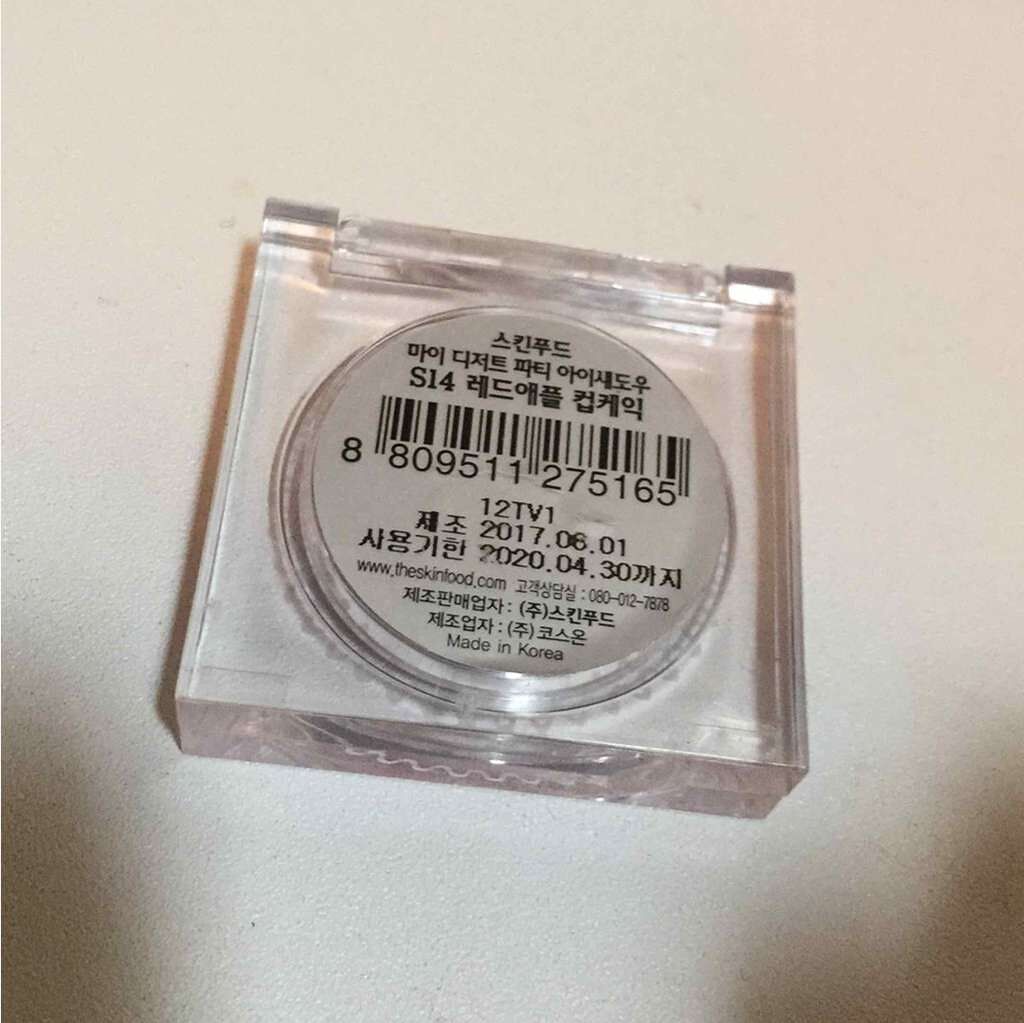 스킨푸드
마이 디저트 파티 아이섀도우
S14 레드애플 컵케익
8 809511 275165
12TV1
제조 2017.06.01
사용기한 2020.04.30까지
www.theskinfood.com 고객상담실 : 080-012-7878
제조판매업자 : (주)스킨푸드
제조업자 : (주)코스온
Made in Korea